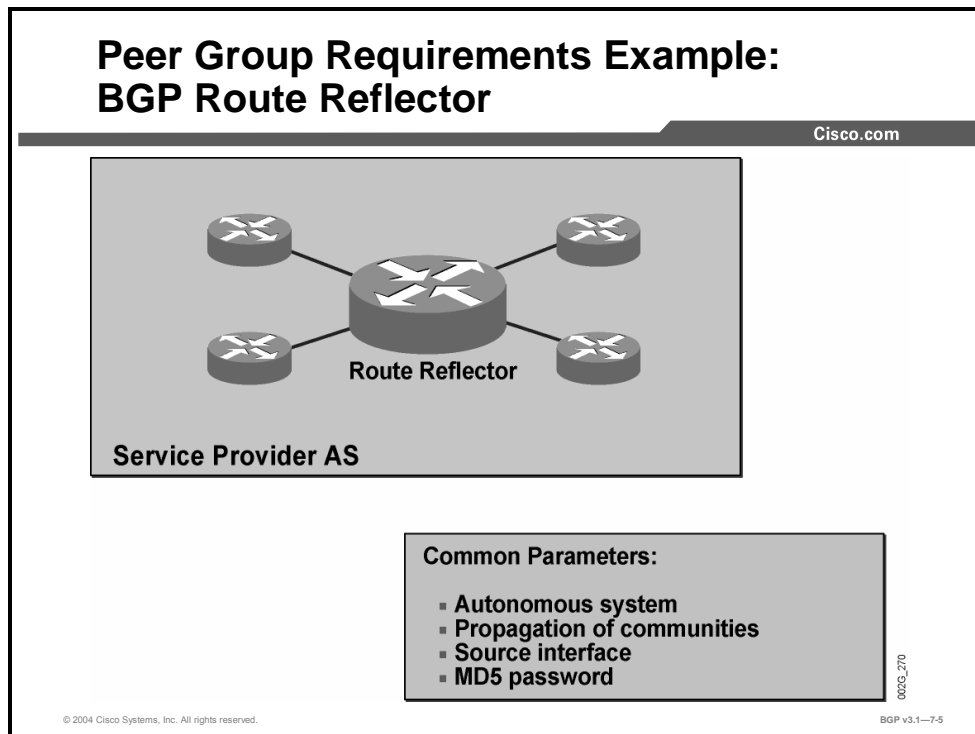 Peer Group Requirements Example:
BGP Route Reflector
Cisco.com
Route Reflector
Service Provider AS
Common Parameters:
▪ Autonomous system
▪ Propagation of communities
▪ Source interface
▪ MD5 password
002G_270
© 2004 Cisco Systems, Inc. All rights reserved.
BGP v3.1—7-5